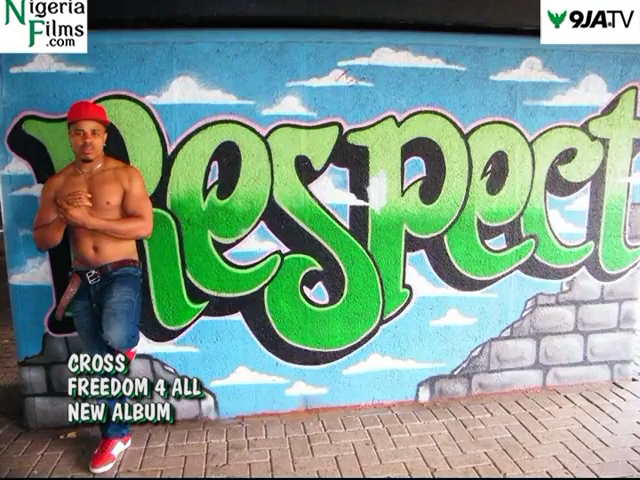 Nigeria
Films
.com
9JA.TV
Respect
CROSS
FREEDOM 4 ALL
NEW ALBUM